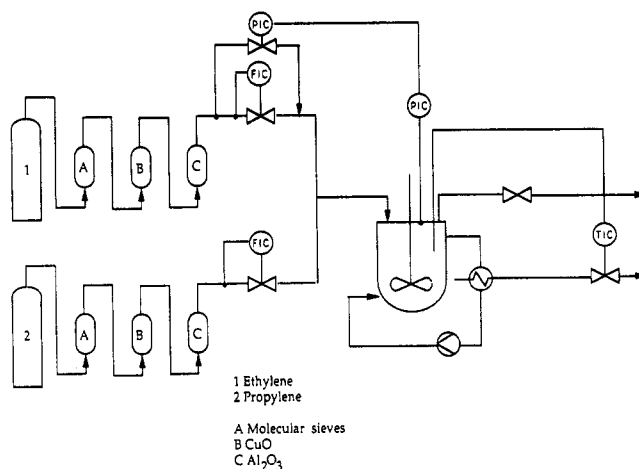 PIC
FIC
PIC
1
A
B
C
TIC
FIC
2
A
B
C
1 Ethylene
2 Propylene
A Molecular sieves
B CuO
C Al₂O₃